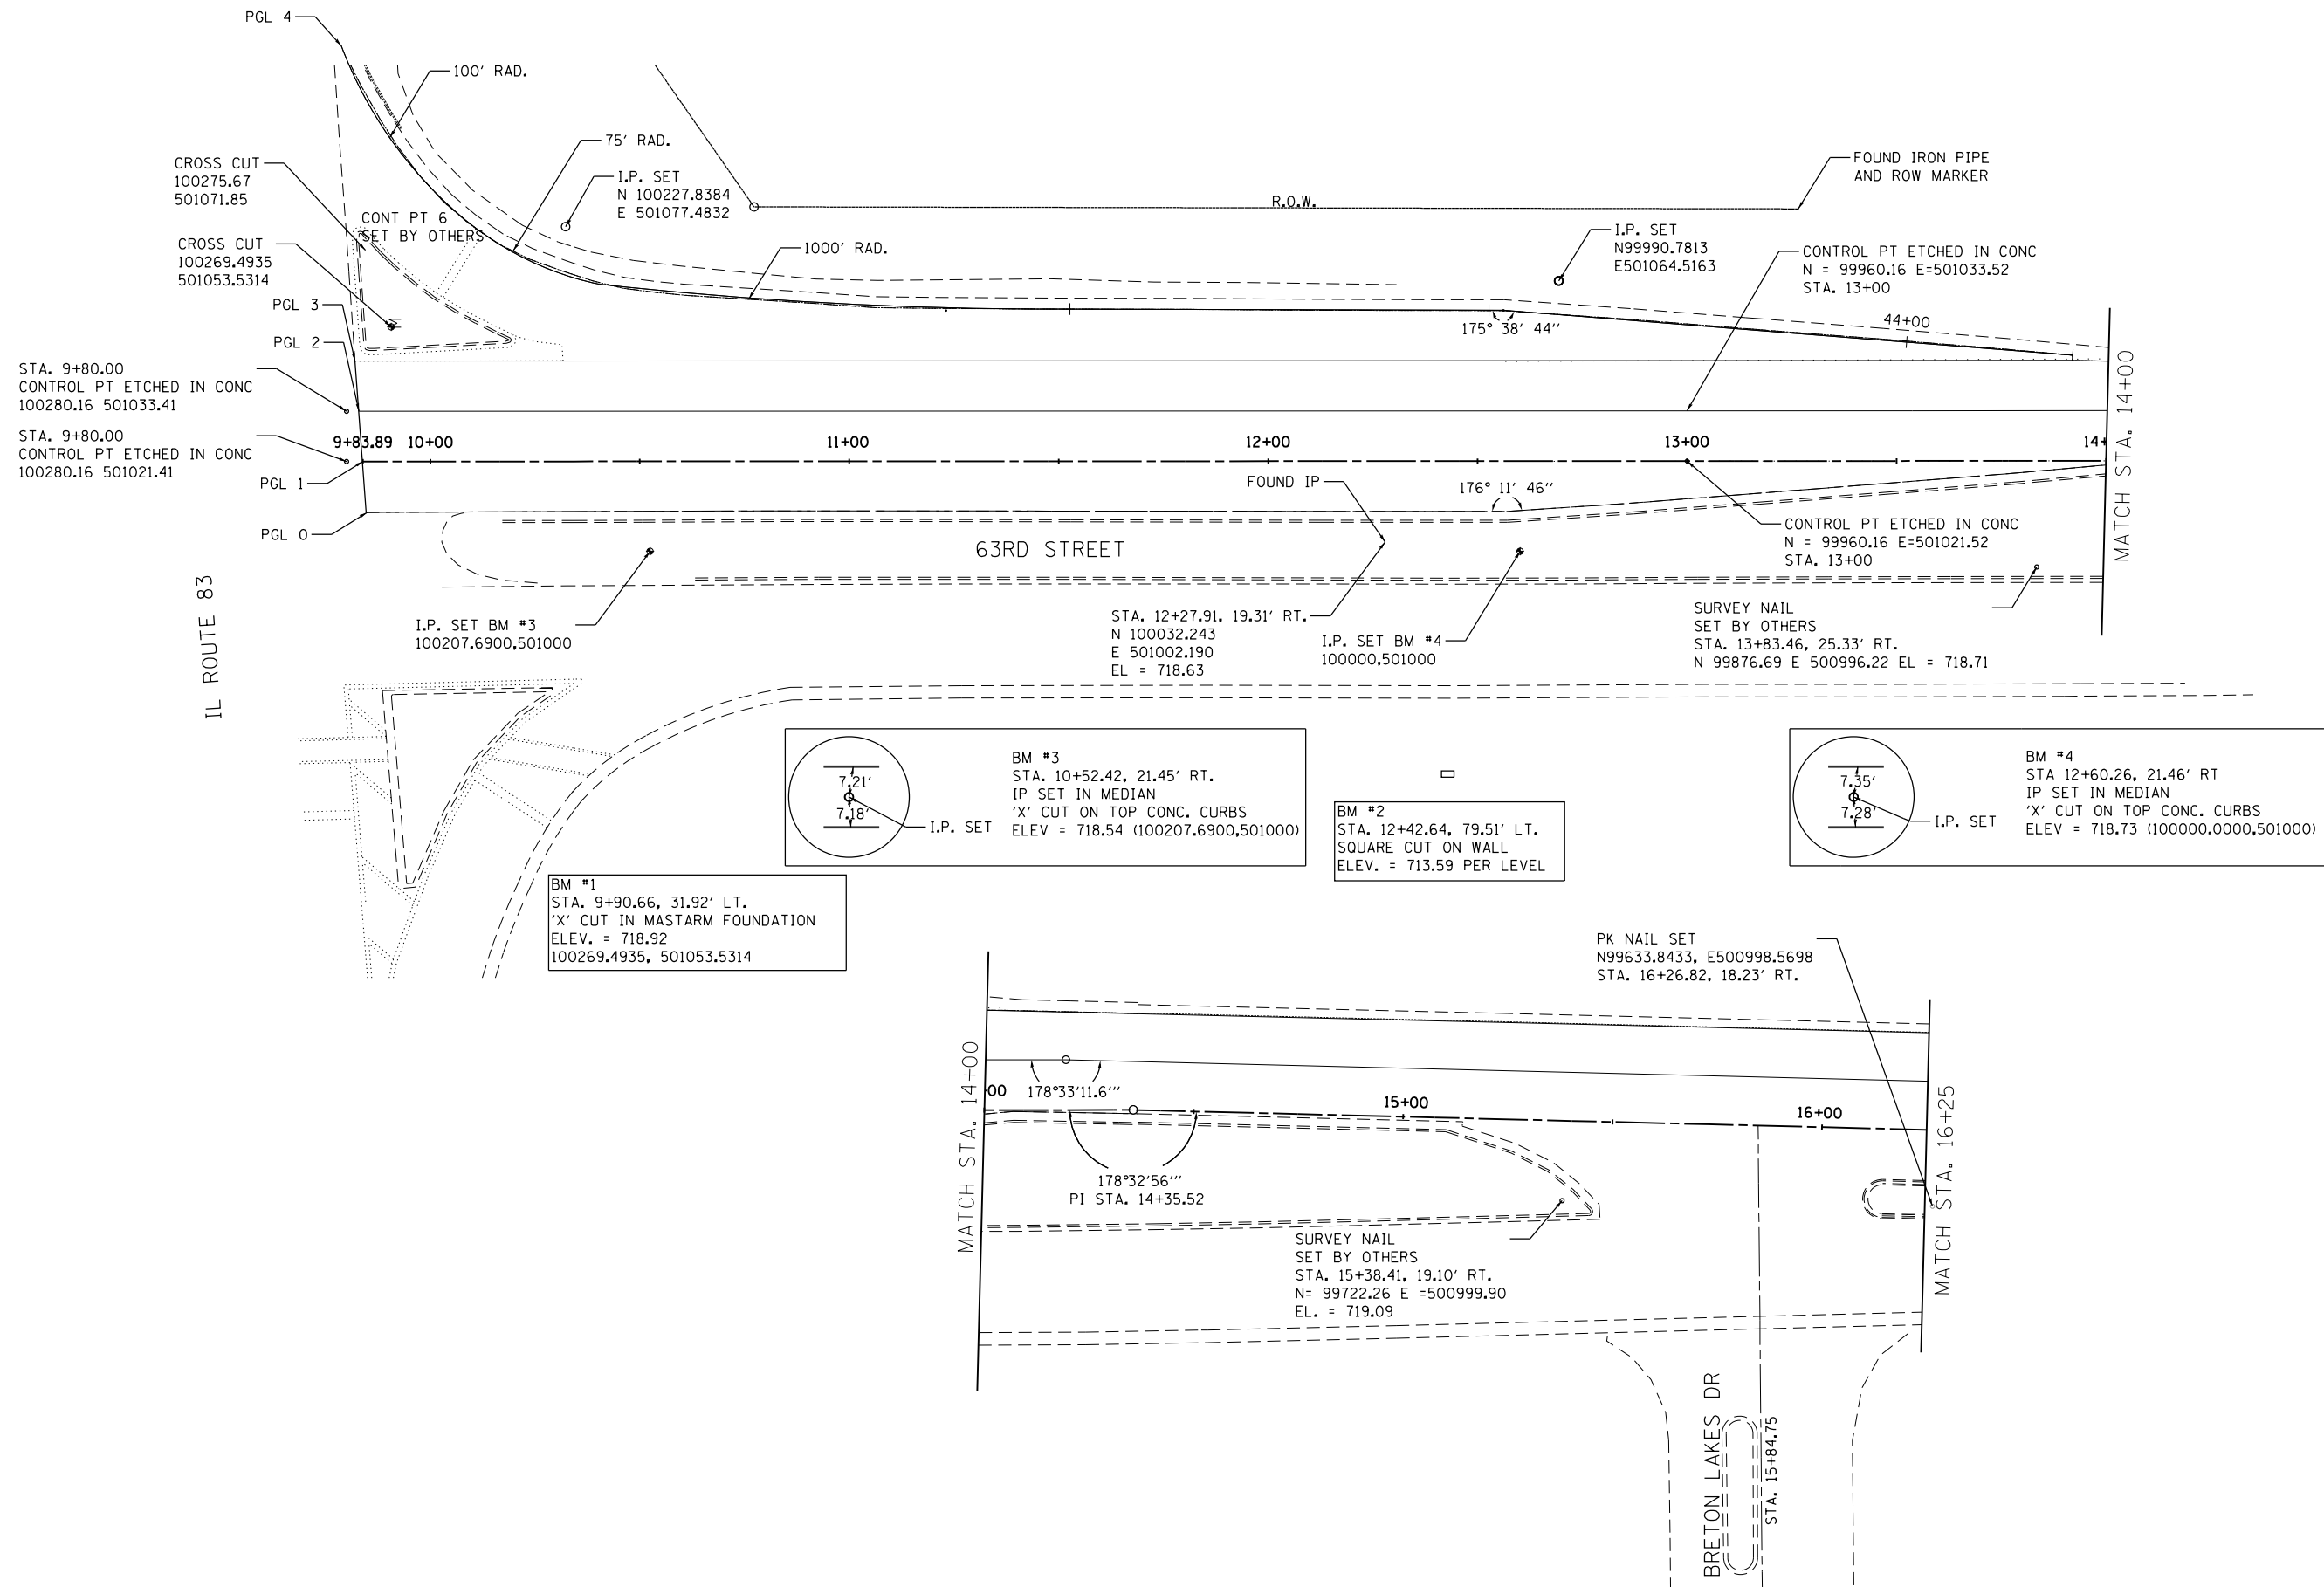 PGL 4
100' RAD.
75' RAD.
CROSS CUT
100275.67
501071.85
I.P. SET
N 100227.8384
E 501077.4832
FOUND IRON PIPE
AND ROW MARKER
R.O.W.
CONT PT 6
SET BY OTHERS
CROSS CUT
100269.4935
501053.5314
1000' RAD.
I.P. SET
N99990.7813
E501064.5163
CONTROL PT ETCHED IN CONC
N = 99960.16 E=501033.52
STA. 13+00
PGL 3
PGL 2
175° 38' 44''
44+00
STA. 9+80.00
CONTROL PT ETCHED IN CONC
100280.16 501033.41
STA. 9+80.00
CONTROL PT ETCHED IN CONC
100280.16 501021.41
9+83.89
10+00
11+00
12+00
13+00
14+
MATCH STA. 14+00
PGL 1
PGL 0
FOUND IP
176° 11' 46''
63RD STREET
CONTROL PT ETCHED IN CONC
N = 99960.16 E=501021.52
STA. 13+00
IL ROUTE 83
I.P. SET BM #3
100207.6900,501000
STA. 12+27.91, 19.31' RT.
N 100032.243
E 501002.190
EL = 718.63
I.P. SET BM #4
100000,501000
SURVEY NAIL
SET BY OTHERS
STA. 13+83.46, 25.33' RT.
N 99876.69 E 500996.22 EL = 718.71
7.21'
7.18'
I.P. SET
BM #3
STA. 10+52.42, 21.45' RT.
IP SET IN MEDIAN
'X' CUT ON TOP CONC. CURBS
ELEV = 718.54 (100207.6900,501000)
BM #2
STA. 12+42.64, 79.51' LT.
SQUARE CUT ON WALL
ELEV. = 713.59 PER LEVEL
7.35'
7.28'
I.P. SET
BM #4
STA 12+60.26, 21.46' RT
IP SET IN MEDIAN
'X' CUT ON TOP CONC. CURBS
ELEV = 718.73 (100000.0000,501000)
BM #1
STA. 9+90.66, 31.92' LT.
'X' CUT IN MASTARM FOUNDATION
ELEV. = 718.92
100269.4935, 501053.5314
PK NAIL SET
N99633.8433, E500998.5698
STA. 16+26.82, 18.23' RT.
MATCH STA. 14+00
00
178°33'11.6'''
15+00
16+00
MATCH STA. 16+25
178°32'56'''
PI STA. 14+35.52
SURVEY NAIL
SET BY OTHERS
STA. 15+38.41, 19.10' RT.
N= 99722.26 E =500999.90
EL. = 719.09
BRETON LAKES DR
STA. 15+84.75